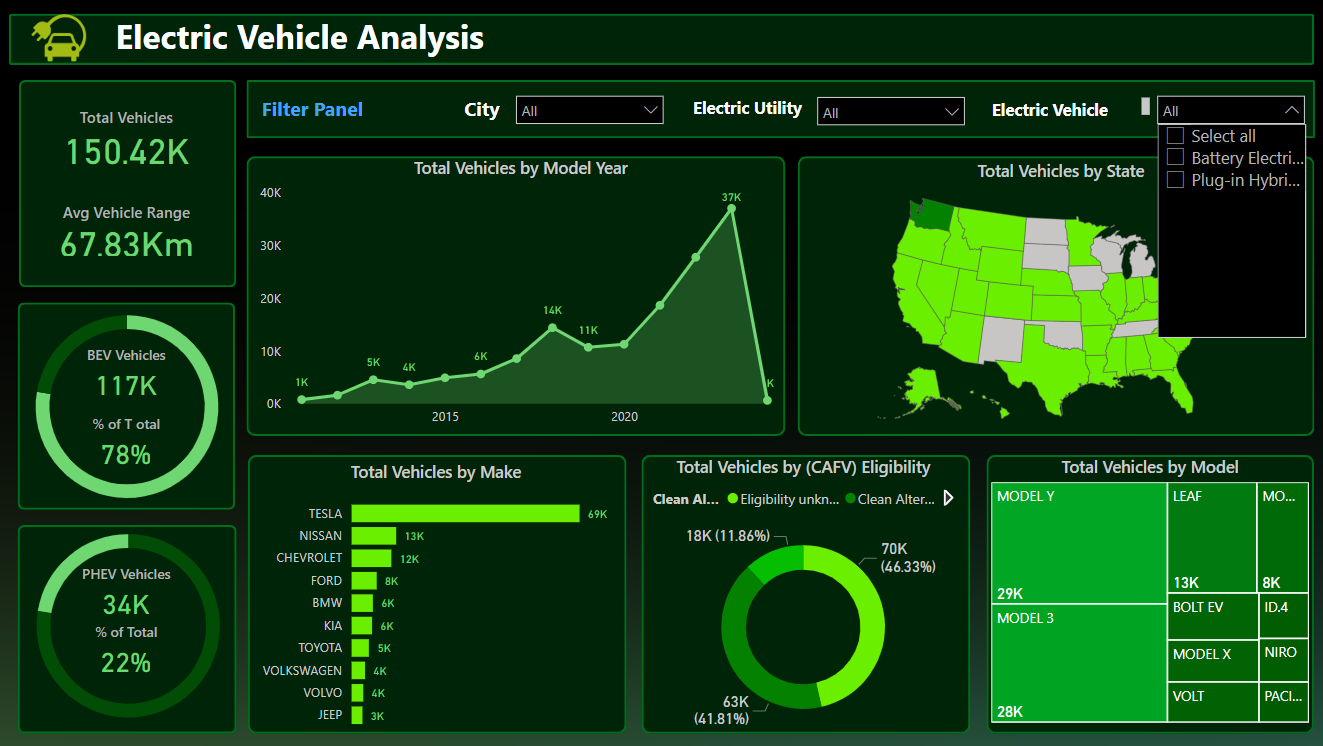 Electric Vehicle Analysis
Total Vehicles
150.42K
Avg Vehicle Range
67.83Km
Filter Panel
City
All
Electric Utility
All
Electric Vehicle
All
Select all
Battery Electri...
Plug-in Hybri...
BEV Vehicles
117K
% of T otal
78%
PHEV Vehicles
34K
% of Total
22%
Total Vehicles by Model Year
40K
30K
20K
10K
0K
1K
5K
4K
6K
14K
11K
37K
K
2015
2020
Total Vehicles by State
Total Vehicles by Make
TESLA 69K
NISSAN 13K
CHEVROLET 12K
FORD 8K
BMW 6K
KIA 6K
TOYOTA 5K
VOLKSWAGEN 4K
VOLVO 4K
JEEP 3K
Total Vehicles by (CAFV) Eligibility
Clean Al... Eligibility unkn... Clean Alter...
18K (11.86%)
70K
(46.33%)
63K
(41.81%)
Total Vehicles by Model
MODEL Y
29K
MODEL 3
28K
LEAF
13K
MO...
8K
BOLT EV
ID.4
MODEL X
NIRO
VOLT
PACI...